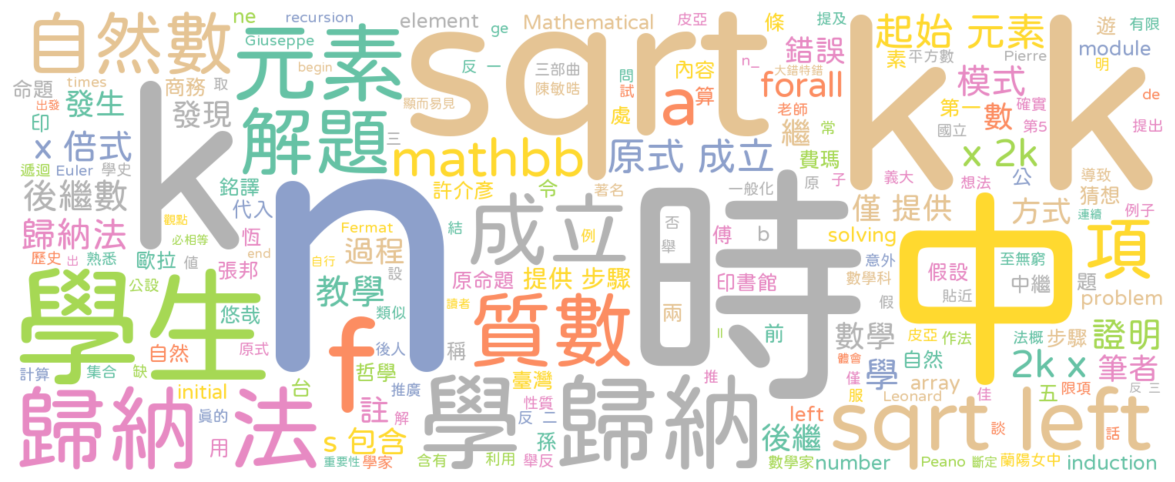 自然數 ne recursion element ge Mathematical 皮亞 條 提及 遊 有限
元素 sqrt k k 起始 元素 錯誤 素 平方數 Pierre module 明
Giuseppe begin 反 一 三部曲 問 內容 n_ 大錯特錯
命題 times 商務 取 顯而易見 陳敏晧 試 forall 模式 de
出發 發生 發現 k 解題 處 a 算 老師 繼 常 第一 數 確實 第5 提出
印 x 倍式 三 mathbb 原式 成立 費瑪 國立 x 2k
遞迴 Euler 學史 銘譯 許介彥 令 著名 一般化 原 子 義大 想法 公 導致 猜想
後繼數 觀點 代入 n 成立 時 否 僅 提供 方式 連續 例子
歸納法 必相等 恆 Fermat 結 例 舉 傅 b solving 中 項
歷史 出 熟悉 歐拉 值 end 自行 過程 原命題 提供 步驟 意外 至無窮
公設 張邦 設 印書館 數學科 假設 中繼 題
學生 悠哉 教學 類似 讀者 質數 兩 假 貼近 problem
自然 原式 f 後人 稱 II 前 數學 皮亞 作法 法概 步驟 證明
計算 集合 缺 哲學 臺灣 推 體會 自然 2k x 筆者
initial 台 推廣 性質 僅 學 array 五 限項 反 三
歸納 法 真的 註 解 學 歸納 反 二 服 Leonard 佳
用 s 包含 孫 left 後繼 sqrt left 談 話
重要性 學家 含有 利用 舉反 數學家 number Peano 斷定 蘭陽女中 induction